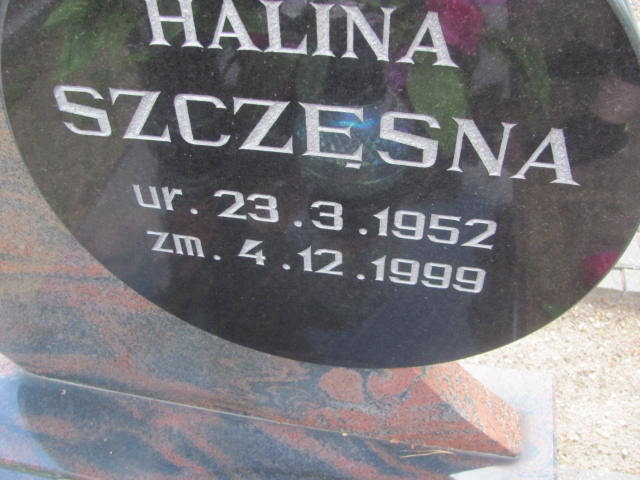 HALINA
SZCZĘSNA
ur. 23.3.1952
zm. 4.12.1999